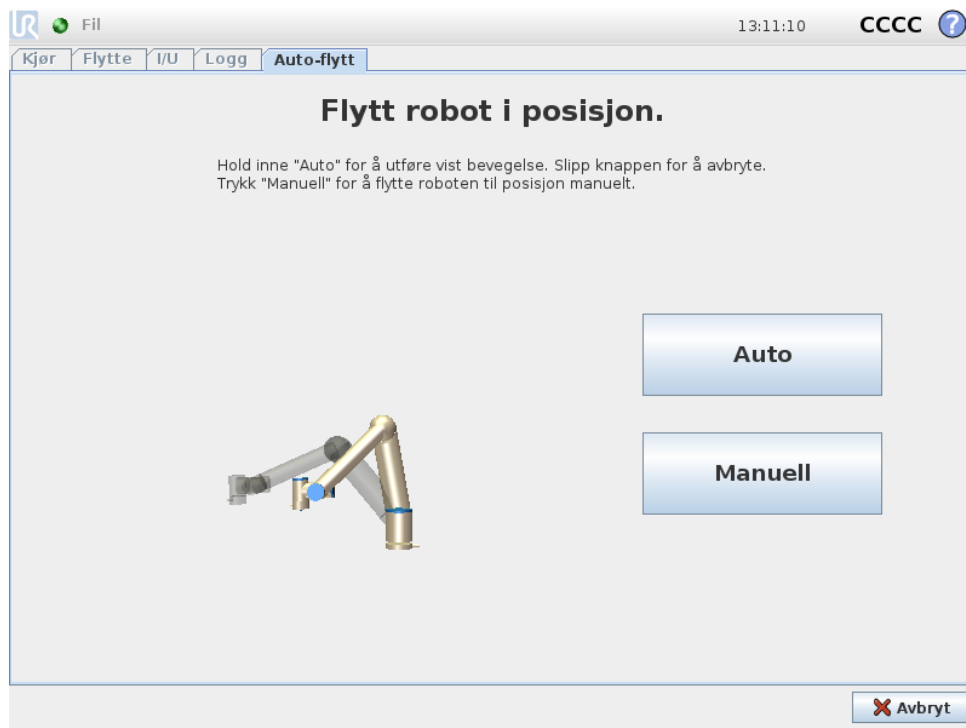 UR Fil 13:11:10 CCCC ?
Kjør Flytte I/U Logg Auto-flytt
Flytt robot i posisjon.
Hold inne "Auto" for å utføre vist bevegelse. Slipp knappen for å avbryte.
Trykk "Manuell" for å flytte roboten til posisjon manuelt.
Auto
Manuell
Avbryt